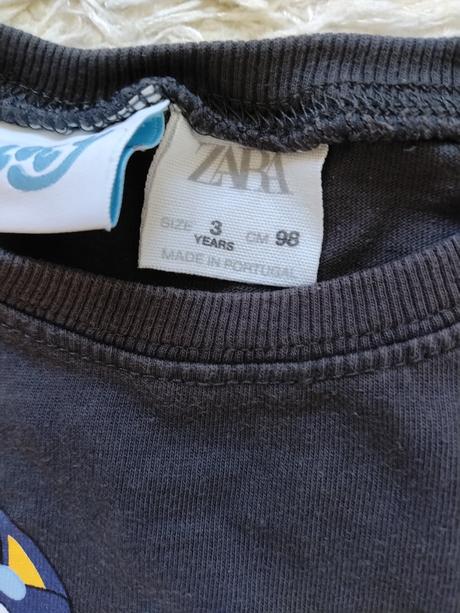 ZARA
SIZE 3 CM 98
YEARS
MADE IN PORTUGAL